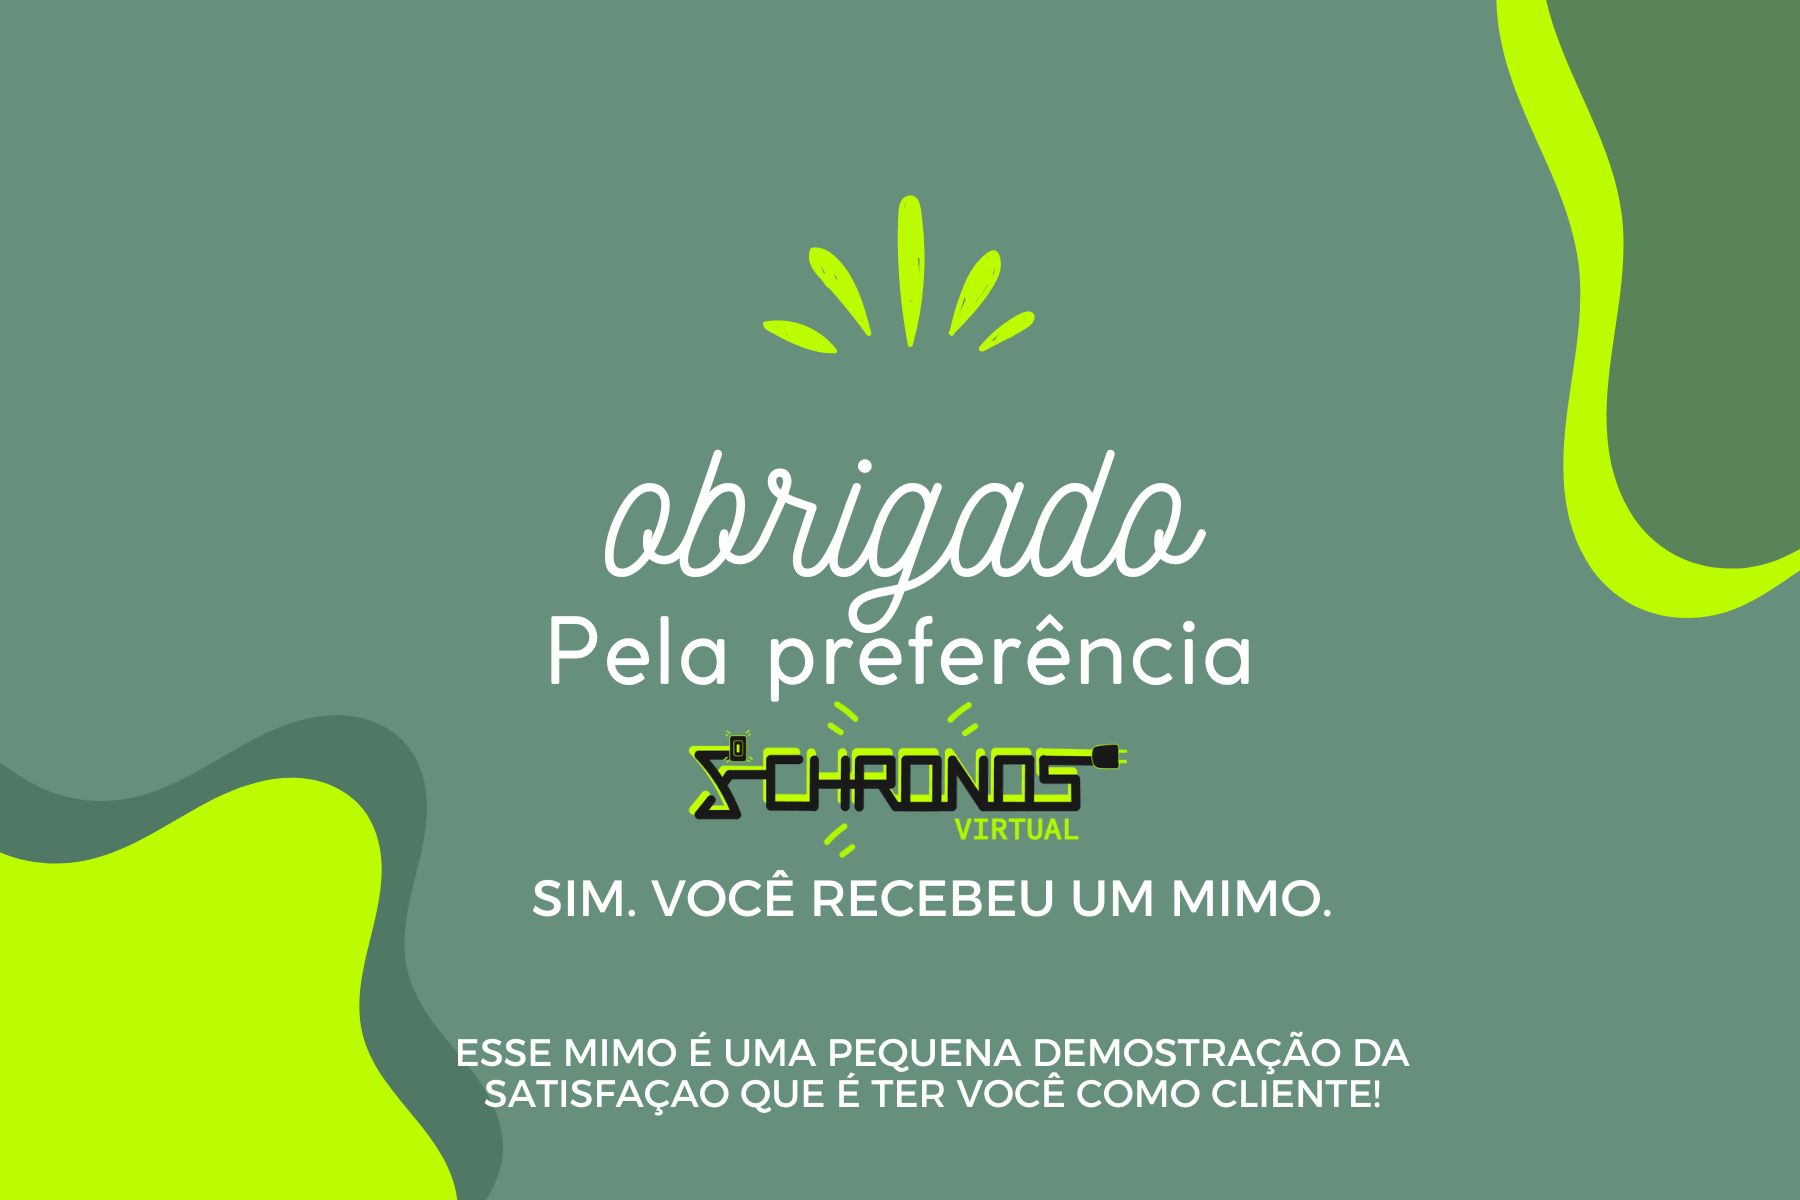 obrigado
Pela preferência
CHRONOS
VIRTUAL
SIM. VOCÊ RECEBEU UM MIMO.
ESSE MIMO É UMA PEQUENA DEMOSTRAÇÃO DA
SATISFAÇAO QUE É TER VOCÊ COMO CLIENTE!